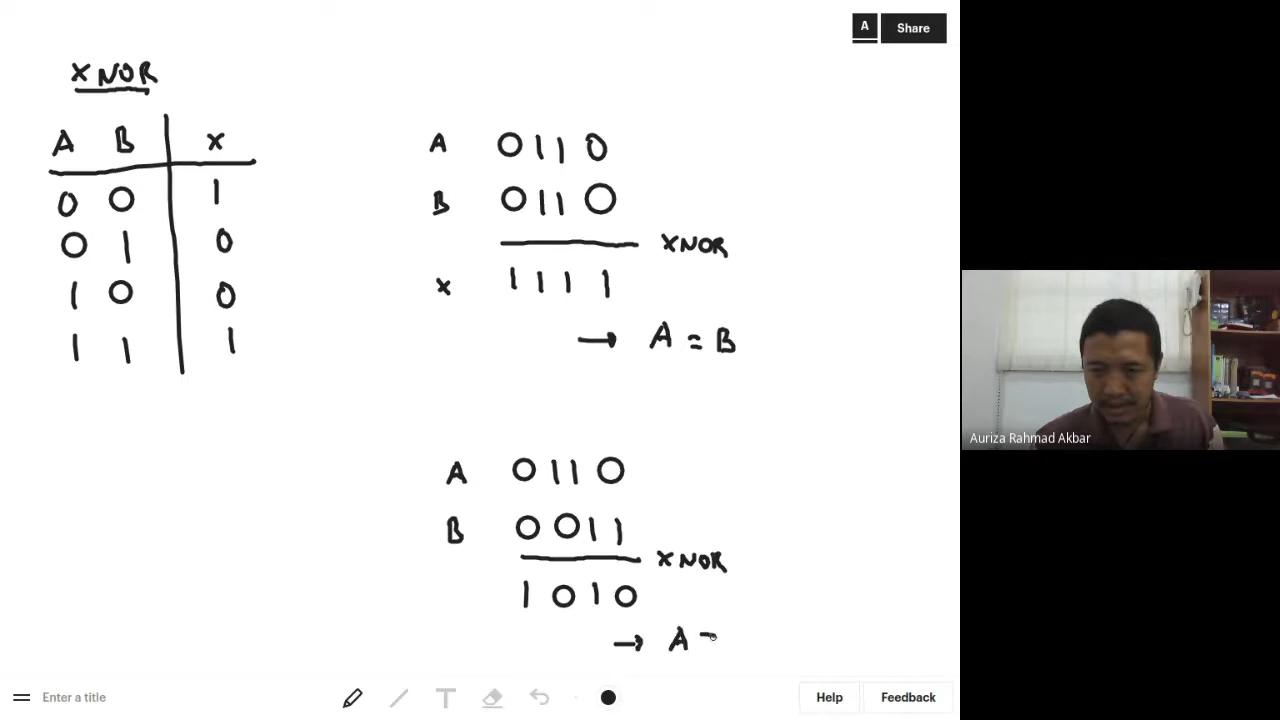 A Share
XNOR
A B X
0 0 1
0 1 0
1 0 0
1 1 1
A 0110
B 0110
XNOR
X 1111
→ A = B
A 0110
B 0011
XNOR
1010
→ A
Auriza Rahmad Akbar
Enter a title
T
Help
Feedback